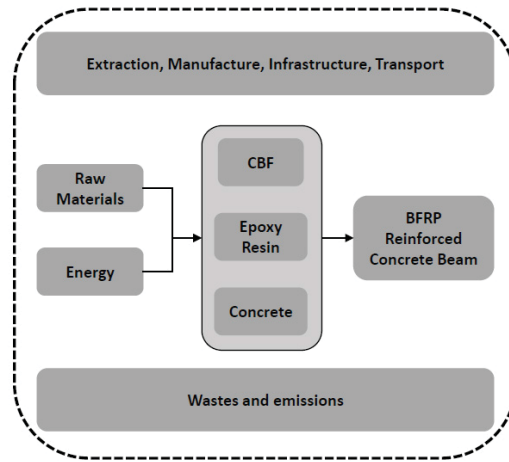 Extraction, Manufacture, Infrastructure, Transport
CBF
Raw
Materials
Epoxy
Resin
BFRP
Reinforced
Concrete Beam
Energy
Concrete
Wastes and emissions